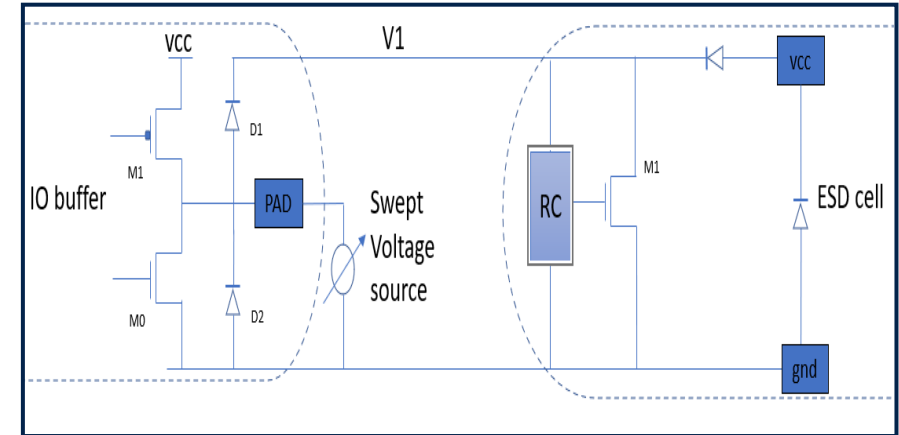 VCC
V1
VCC
D1
M1
M1
IO buffer
PAD
Swept
Voltage
source
RC
ESD cell
M0
D2
gnd